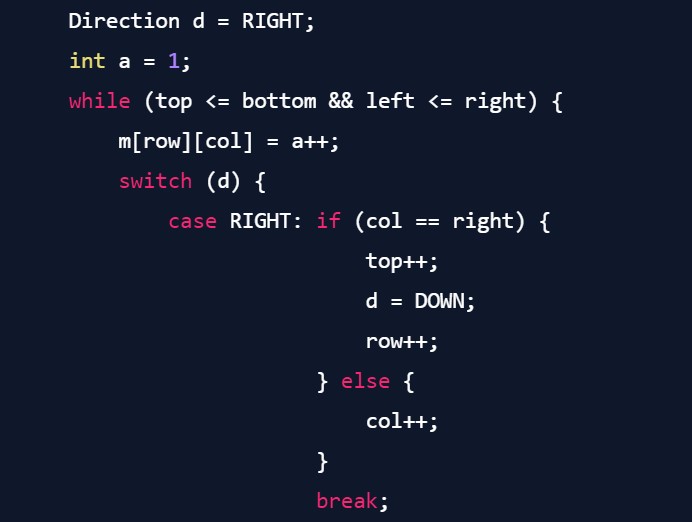 Direction d = RIGHT;
int a = 1;
while (top <= bottom && left <= right) {
m[row][col] = a++;
switch (d) {
case RIGHT: if (col == right) {
top++;
d = DOWN;
row++;
} else {
col++;
}
break;